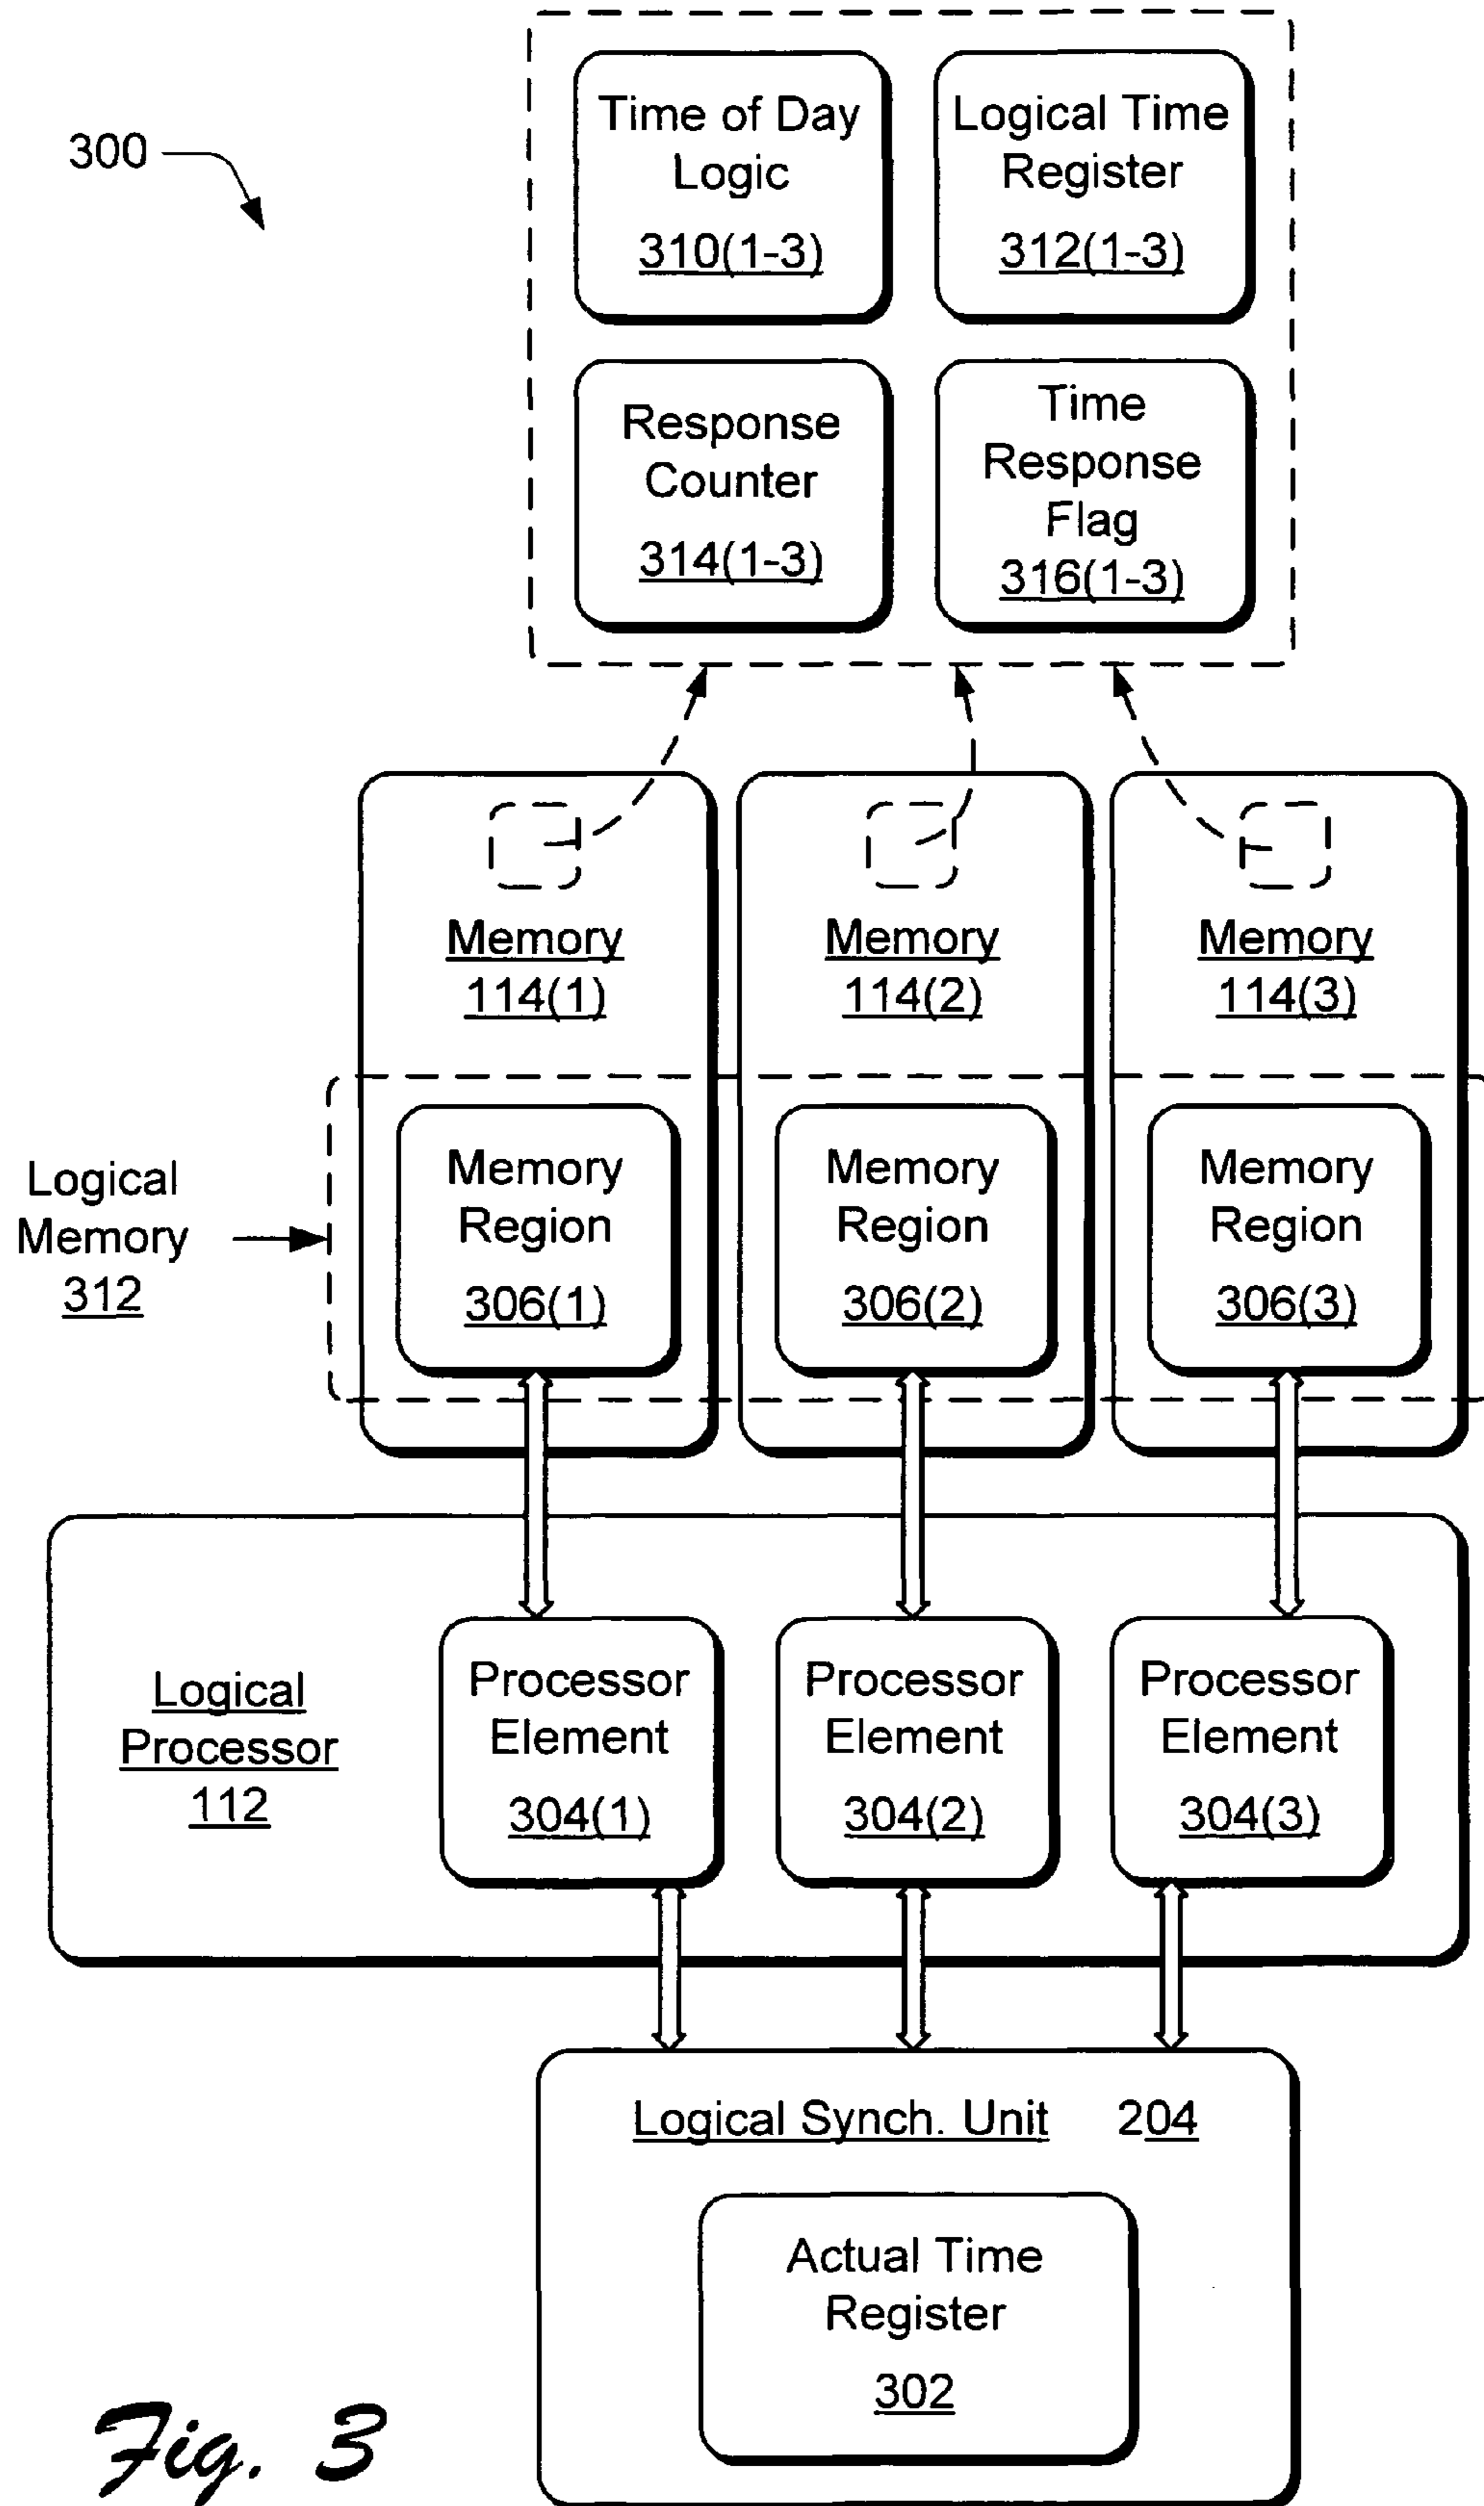 300
Time of Day
Logic
310(1-3)
Logical Time
Register
312(1-3)
Response
Counter
314(1-3)
Time
Response
Flag
316(1-3)
Memory
114(1)
Memory
114(2)
Memory
114(3)
Logical
Memory
312
Memory
Region
306(1)
Memory
Region
306(2)
Memory
Region
306(3)
Logical
Processor
112
Processor
Element
304(1)
Processor
Element
304(2)
Processor
Element
304(3)
Logical Synch. Unit 204
Actual Time
Register
302
Fig. 3